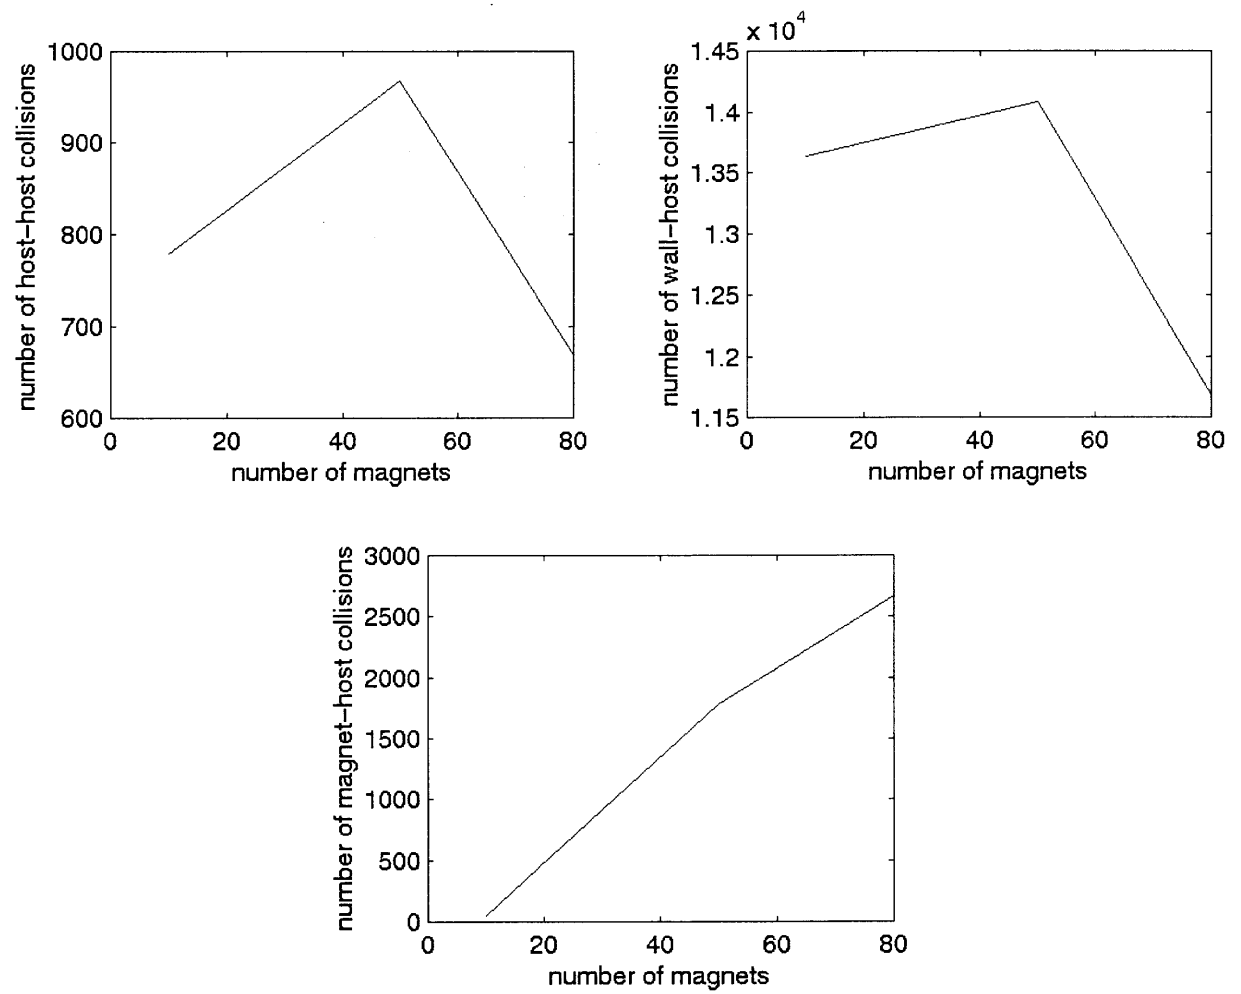 1000
900
800
700
600
0 20 40 60 80
number of magnets
number of host-host collisions
x 10^4
1.45
1.4
1.35
1.3
1.25
1.2
1.15
0 20 40 60 80
number of magnets
number of wall-host collisions
3000
2500
2000
1500
1000
500
0
0 20 40 60 80
number of magnets
number of magnet-host collisions